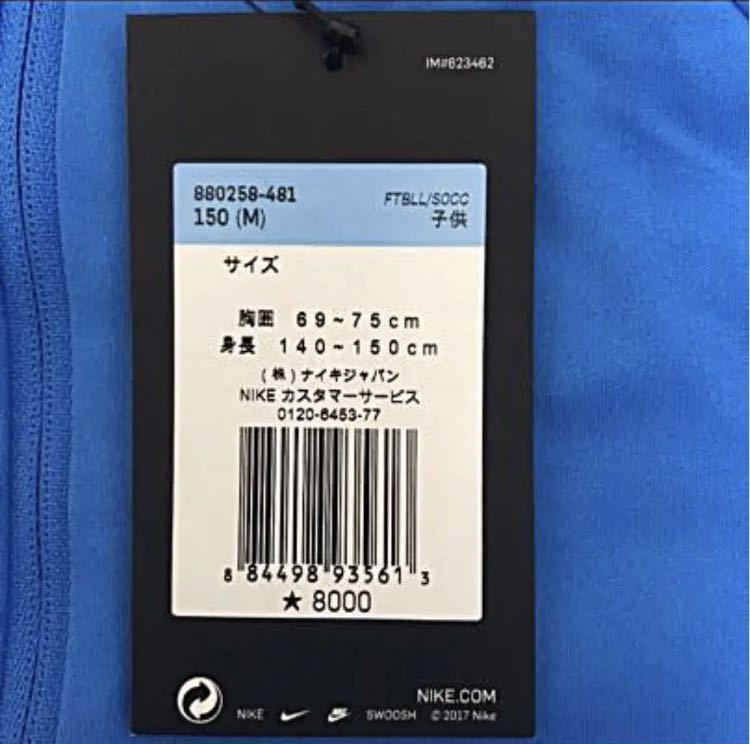 IM#823462
880258-481
FTBLL/SOCC
150 (M)
子供
サイズ
胸囲 69~75cm
身長 140~150cm
(株)ナイキジャパン
NIKE カスタマーサービス
0120-6453-77
8 84498 93561 3
★ 8000
NIKE.COM
NIKE SWOOSH © 2017 Nike